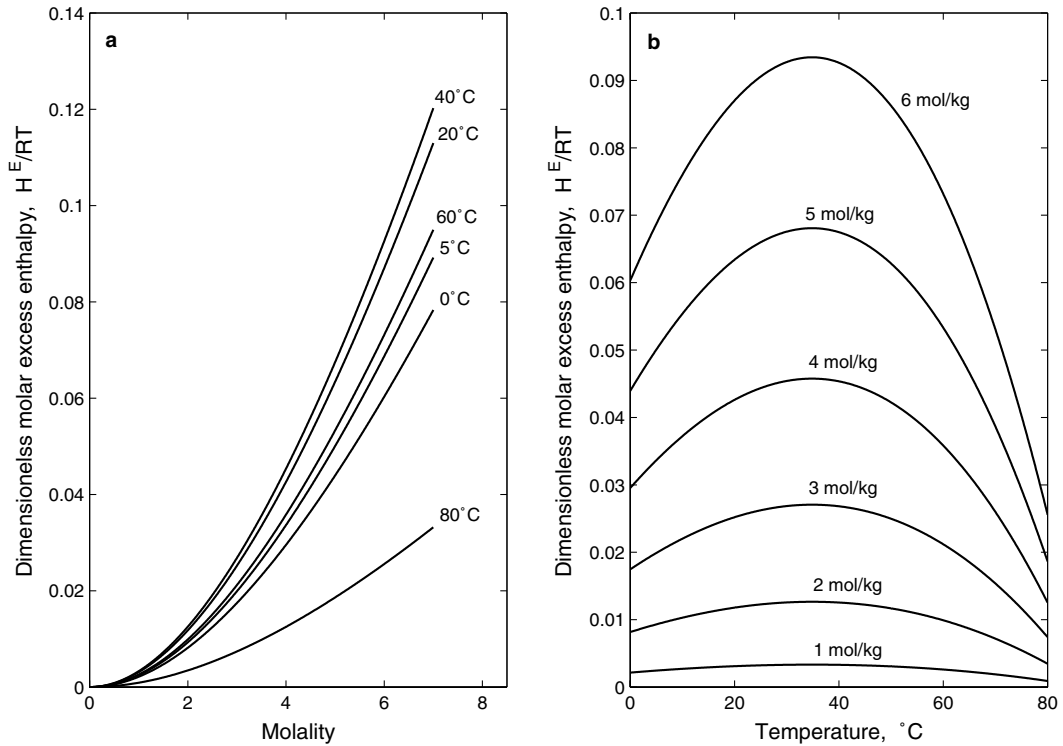 a
Dimensionelss molar excess enthalpy, H E/RT
0.14
0.12
0.1
0.08
0.06
0.04
0.02
0
40˚C
20˚C
60˚C
5˚C
0˚C
80˚C
0 2 4 6 8
Molality
b
Dimensionless molar excess enthalpy, H E/RT
0.1
0.09
0.08
0.07
0.06
0.05
0.04
0.03
0.02
0.01
0
6 mol/kg
5 mol/kg
4 mol/kg
3 mol/kg
2 mol/kg
1 mol/kg
0 20 40 60 80
Temperature, ˚C